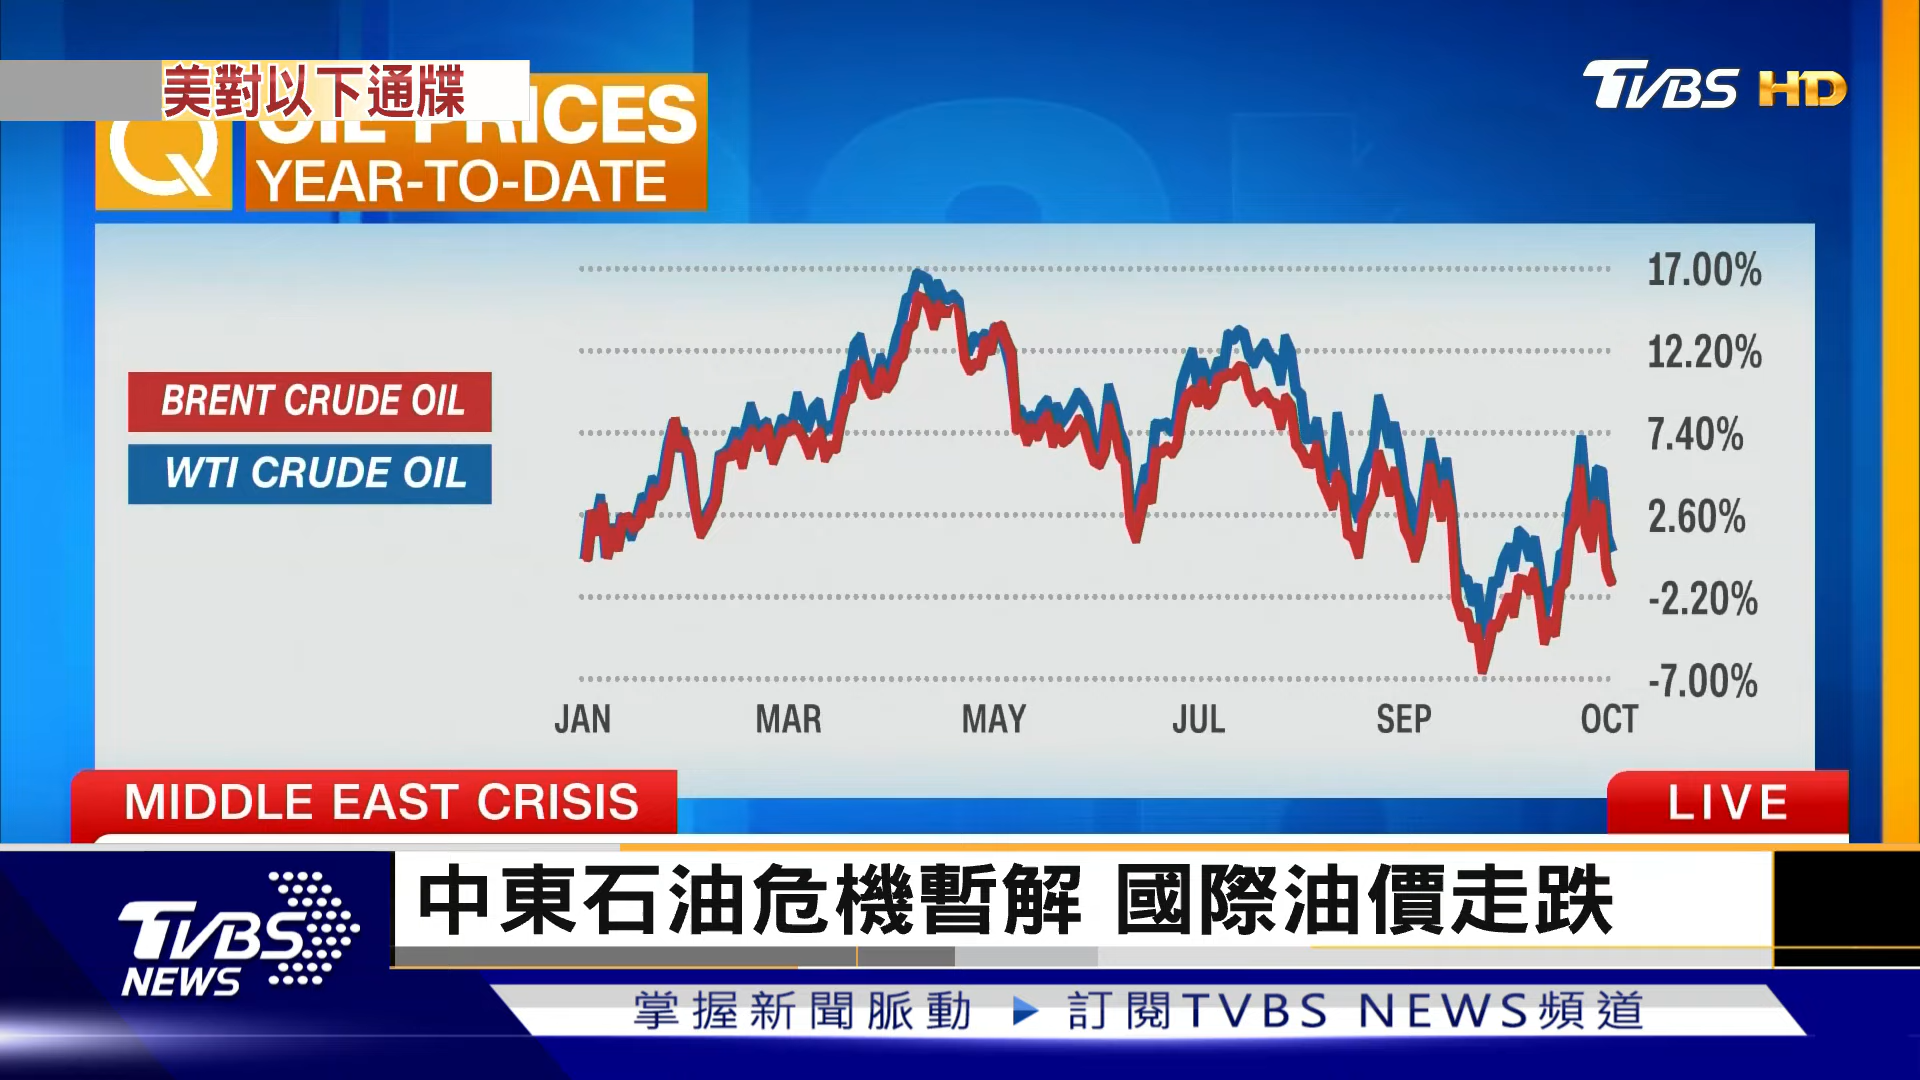 美對以下通牒
TVBS HD
Q
OIL PRICES
YEAR-TO-DATE
17.00%
12.20%
7.40%
2.60%
-2.20%
-7.00%
BRENT CRUDE OIL
WTI CRUDE OIL
JAN MAR MAY JUL SEP OCT
MIDDLE EAST CRISIS
LIVE
中東石油危機暫解 國際油價走跌
TVBS
NEWS
掌握新聞脈動 ▶ 訂閱TVBS NEWS頻道